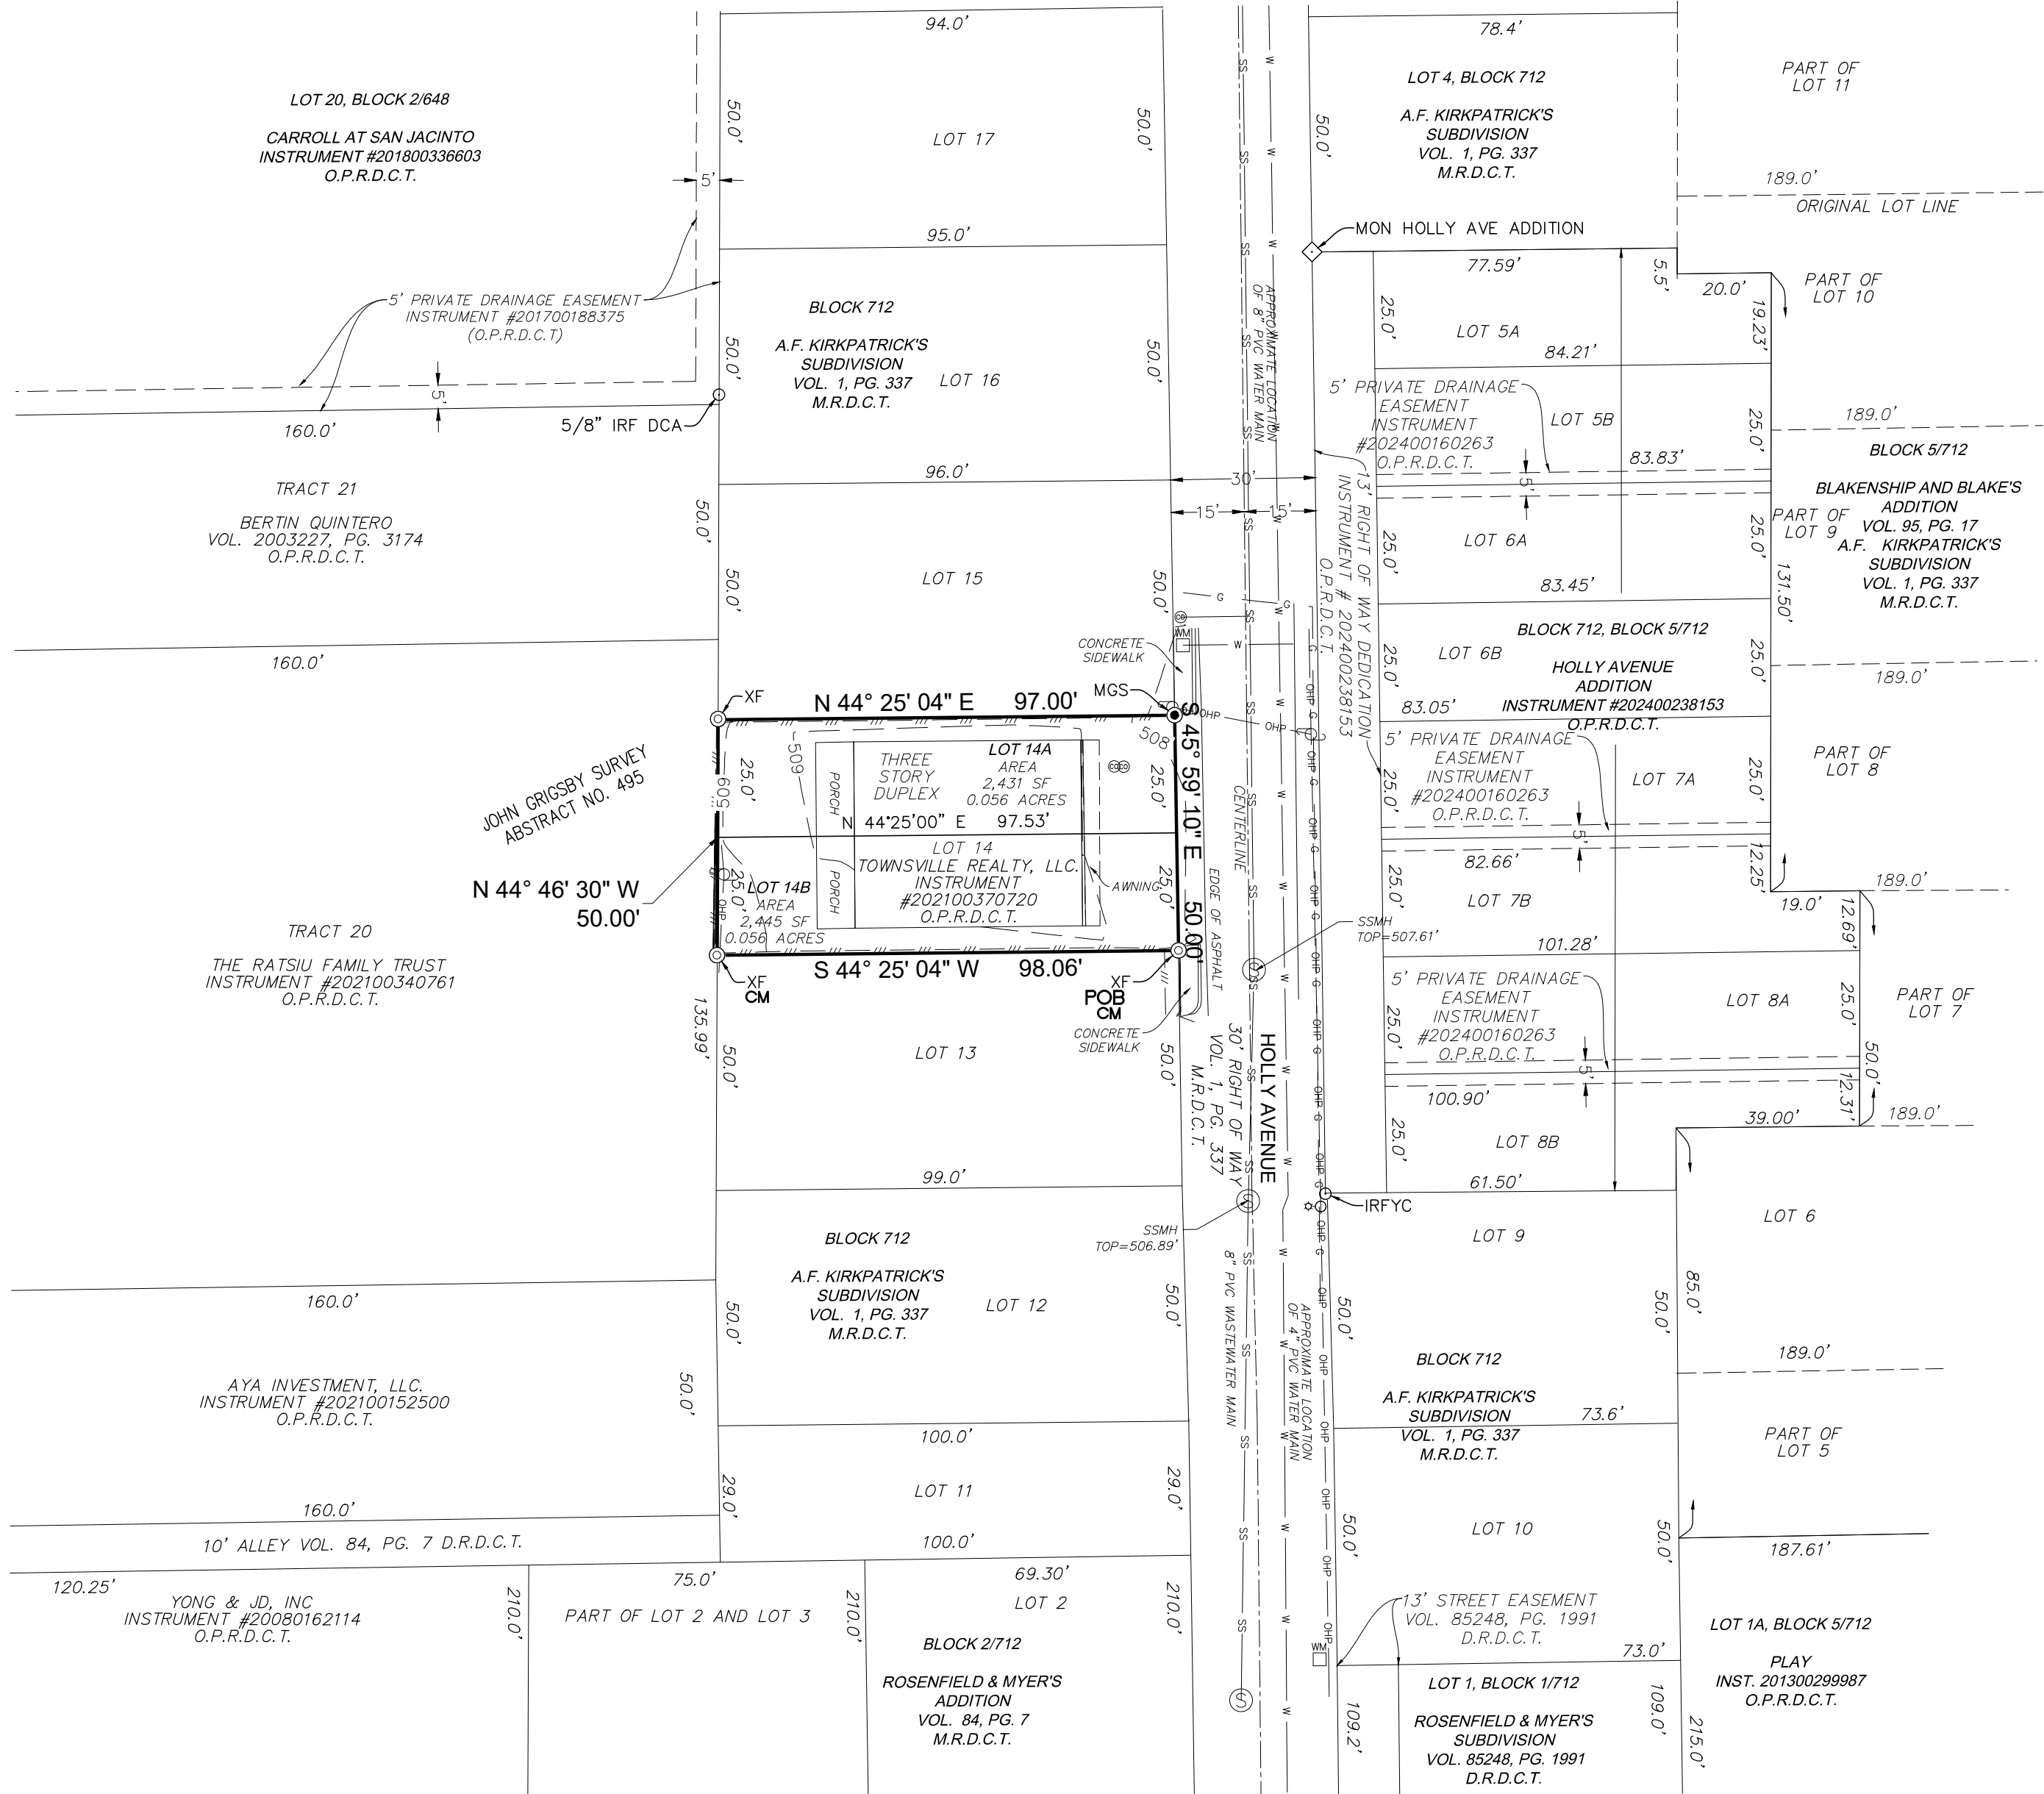 94.0'
78.4'
LOT 20, BLOCK 2/648
CARROLL AT SAN JACINTO
INSTRUMENT #201800336603
O.P.R.D.C.T.
50.0'
LOT 17
50.0'
5'
50.0'
LOT 4, BLOCK 712
A.F. KIRKPATRICK'S
SUBDIVISION
VOL. 1, PG. 337
M.R.D.C.T.
PART OF
LOT 11
189.0'
ORIGINAL LOT LINE
95.0'
MON HOLLY AVE ADDITION
77.59'
5.5'
20.0'
PART OF
LOT 10
5' PRIVATE DRAINAGE EASEMENT
INSTRUMENT #201700188375
(O.P.R.D.C.T)
5'
160.0'
5/8" IRF DCA
50.0'
BLOCK 712
A.F. KIRKPATRICK'S
SUBDIVISION
VOL. 1, PG. 337
M.R.D.C.T.
LOT 16
50.0'
APPROXIMATE LOCATION
OF 8" PVC WATER MAIN
25.0'
LOT 5A
19.23'
84.21'
5' PRIVATE DRAINAGE
EASEMENT
INSTRUMENT
#202400160263
O.P.R.D.C.T.
LOT 5B
25.0'
83.83'
5'
189.0'
BLOCK 5/712
BLAKENSHIP AND BLAKE'S
ADDITION
VOL. 95, PG. 17
A.F. KIRKPATRICK'S
SUBDIVISION
VOL. 1, PG. 337
M.R.D.C.T.
PART OF
LOT 9
131.50'
96.0'
30'
15'
15'
13' RIGHT OF WAY DEDICATION
INSTRUMENT # 202400238153
O.P.R.D.C.T.
TRACT 21
BERTIN QUINTERO
VOL. 2003227, PG. 3174
O.P.R.D.C.T.
50.0'
50.0'
LOT 15
50.0'
25.0'
LOT 6A
25.0'
83.45'
160.0'
CONCRETE
SIDEWALK
CO
WM
G
G
W
BLOCK 712, BLOCK 5/712
HOLLY AVENUE
ADDITION
INSTRUMENT #202400238153
O.P.R.D.C.T.
25.0'
LOT 6B
25.0'
83.05'
189.0'
XF
N 44° 25' 04" E 97.00'
MGS
508
OHP
OHP
S 45° 59' 10" E 50.00'
JOHN GRIGSBY SURVEY
ABSTRACT NO. 495
509
509
25.0'
PORCH
THREE
STORY
DUPLEX
LOT 14A
AREA
2,431 SF
0.056 ACRES
COCO
25.0'
N 44°25'00" E 97.53'
CENTERLINE
5' PRIVATE DRAINAGE
EASEMENT
INSTRUMENT
#202400160263
O.P.R.D.C.T.
25.0'
LOT 7A
25.0'
5'
PART OF
LOT 8
N 44° 46' 30" W
50.00'
25.0'
OHP
LOT 14B
AREA
2,445 SF
0.056 ACRES
PORCH
LOT 14
TOWNSVILLE REALTY, LLC.
INSTRUMENT
#202100370720
O.P.R.D.C.T.
AWNING
25.0'
EDGE OF ASPHALT
82.66'
25.0'
LOT 7B
12.25'
19.0'
189.0'
SSMH
TOP=507.61'
101.28'
12.69'
XF
CM
S 44° 25' 04" W 98.06'
XF
POB
CM
TRACT 20
THE RATSIU FAMILY TRUST
INSTRUMENT #202100340761
O.P.R.D.C.T.
135.99'
50.0'
LOT 13
CONCRETE
SIDEWALK
50.0'
30' RIGHT OF WAY
VOL. 1, PG. 337
M.R.D.C.T.
HOLLY AVENUE
5' PRIVATE DRAINAGE
EASEMENT
INSTRUMENT
#202400160263
O.P.R.D.C.T.
25.0'
LOT 8A
25.0'
5'
PART OF
LOT 7
50.0'
12.31'
100.90'
25.0'
LOT 8B
39.00'
189.0'
99.0'
61.50'
IRFYC
SSMH
TOP=506.89'
LOT 9
LOT 6
160.0'
50.0'
BLOCK 712
A.F. KIRKPATRICK'S
SUBDIVISION
VOL. 1, PG. 337
M.R.D.C.T.
LOT 12
50.0'
8" PVC WASTEWATER MAIN
APPROXIMATE LOCATION
OF 4" PVC WATER MAIN
50.0'
50.0'
85.0'
BLOCK 712
A.F. KIRKPATRICK'S
SUBDIVISION
VOL. 1, PG. 337
M.R.D.C.T.
73.6'
189.0'
AYA INVESTMENT, LLC.
INSTRUMENT #202100152500
O.P.R.D.C.T.
50.0'
100.0'
PART OF
LOT 5
29.0'
LOT 11
29.0'
160.0'
10' ALLEY VOL. 84, PG. 7 D.R.D.C.T.
100.0'
50.0'
LOT 10
50.0'
187.61'
120.25'
YONG & JD, INC
INSTRUMENT #20080162114
O.P.R.D.C.T.
210.0'
75.0'
PART OF LOT 2 AND LOT 3
210.0'
69.30'
LOT 2
210.0'
BLOCK 2/712
ROSENFIELD & MYER'S
ADDITION
VOL. 84, PG. 7
M.R.D.C.T.
13' STREET EASEMENT
VOL. 85248, PG. 1991
D.R.D.C.T.
WM
73.0'
LOT 1, BLOCK 1/712
ROSENFIELD & MYER'S
SUBDIVISION
VOL. 85248, PG. 1991
D.R.D.C.T.
109.2'
109.0'
215.0'
LOT 1A, BLOCK 5/712
PLAY
INST. 201300299987
O.P.R.D.C.T.